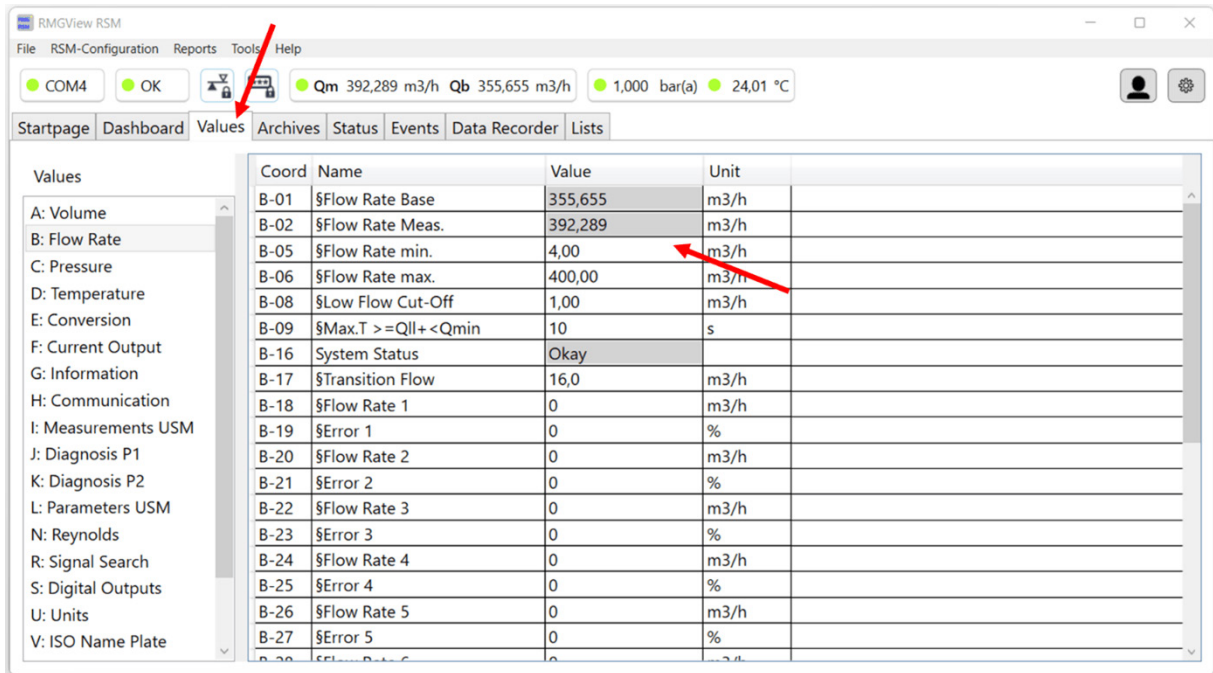 RMGView RSM
File RSM-Configuration Reports Tools Help
COM4 OK Qm 392,289 m3/h Qb 355,655 m3/h 1,000 bar(a) 24,01 °C
Startpage Dashboard Values Archives Status Events Data Recorder Lists
Values
A: Volume
B: Flow Rate
C: Pressure
D: Temperature
E: Conversion
F: Current Output
G: Information
H: Communication
I: Measurements USM
J: Diagnosis P1
K: Diagnosis P2
L: Parameters USM
N: Reynolds
R: Signal Search
S: Digital Outputs
U: Units
V: ISO Name Plate
Coord Name Value Unit
B-01 §Flow Rate Base 355,655 m3/h
B-02 §Flow Rate Meas. 392,289 m3/h
B-05 §Flow Rate min. 4,00 m3/h
B-06 §Flow Rate max. 400,00 m3/h
B-08 §Low Flow Cut-Off 1,00 m3/h
B-09 §Max.T >=Qll+<Qmin 10 s
B-16 System Status Okay
B-17 §Transition Flow 16,0 m3/h
B-18 §Flow Rate 1 0 m3/h
B-19 §Error 1 0 %
B-20 §Flow Rate 2 0 m3/h
B-21 §Error 2 0 %
B-22 §Flow Rate 3 0 m3/h
B-23 §Error 3 0 %
B-24 §Flow Rate 4 0 m3/h
B-25 §Error 4 0 %
B-26 §Flow Rate 5 0 m3/h
B-27 §Error 5 0 %